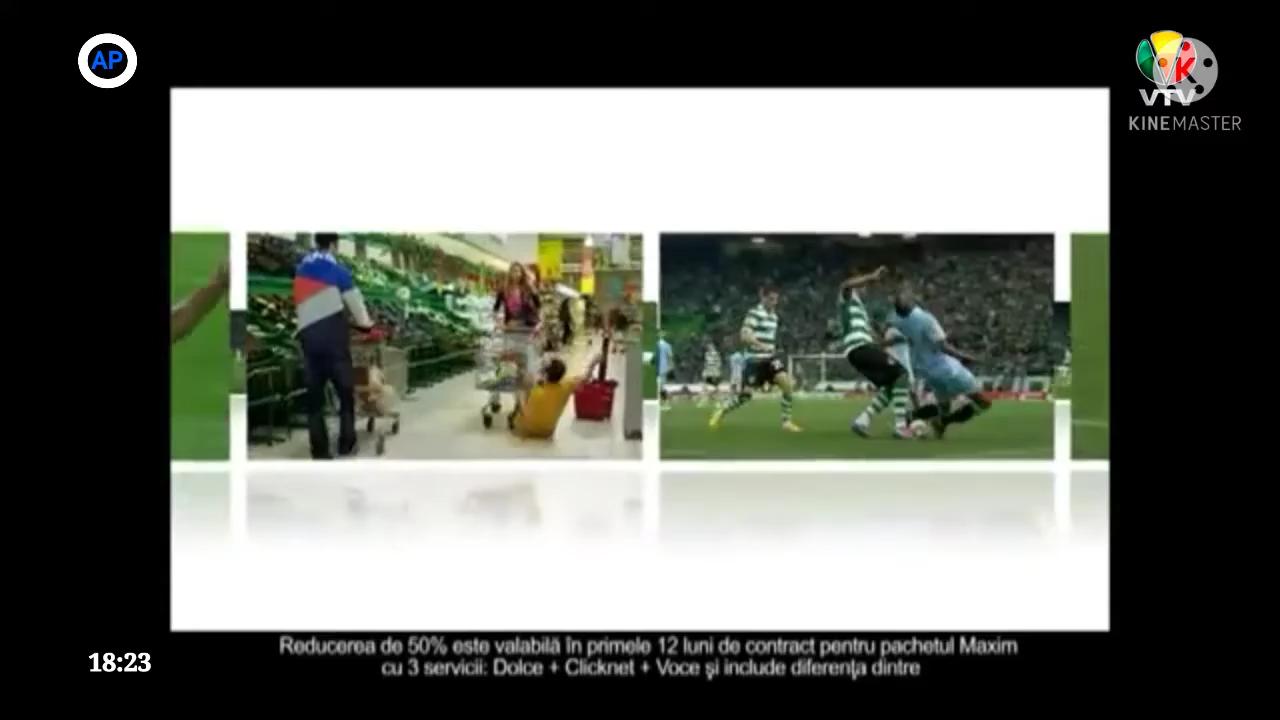 AP
K
VTV
KINEMASTER
Reducerea de 50% este valabilă în primele 12 luni de contract pentru pachetul Maxim
cu 3 servicii: Dolce + Clicknet + Voce şi include diferenţa dintre
18:23